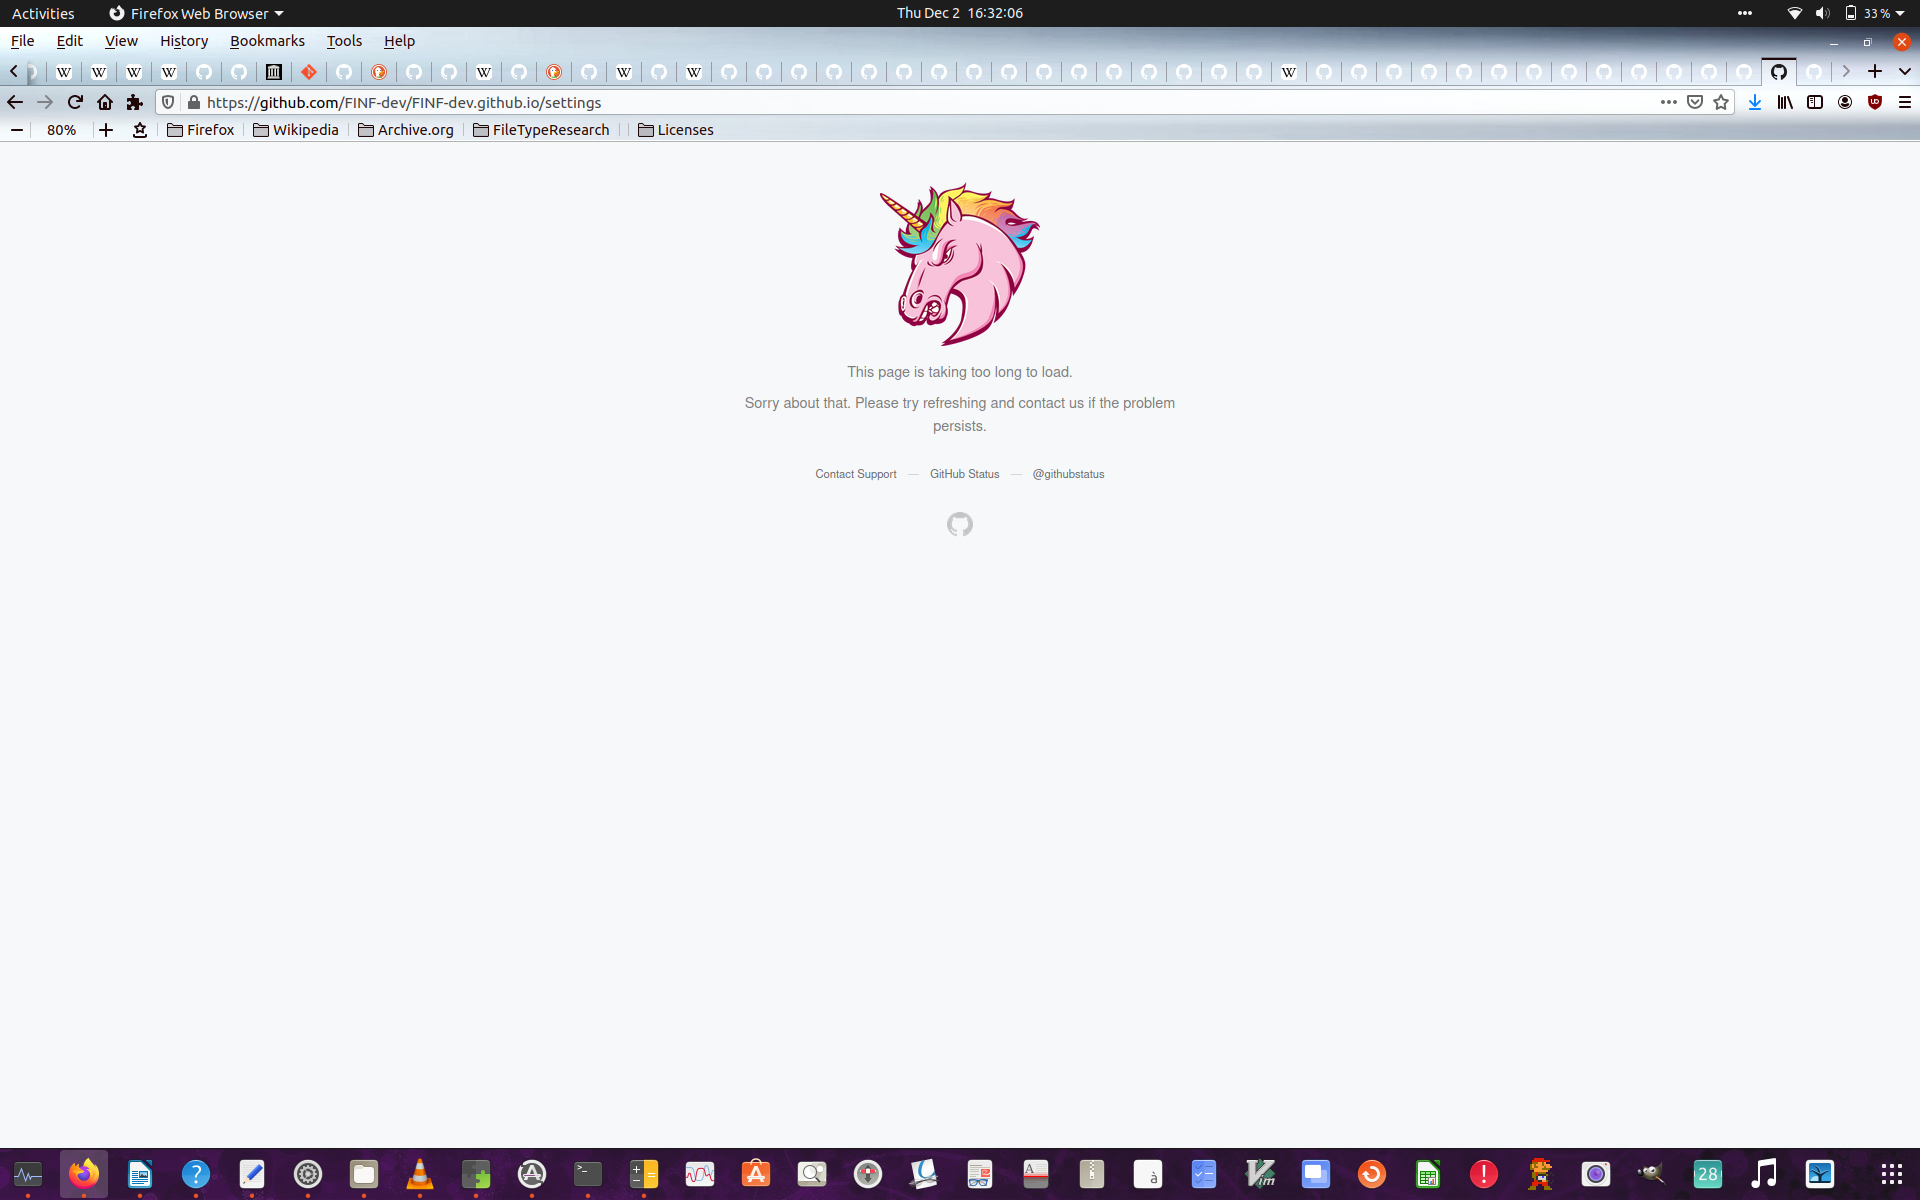 Activities Firefox Web Browser Thu Dec 2 16:32:06 33 %
File Edit View History Bookmarks Tools Help
W W W W W W W W
https://github.com/FINF-dev/FINF-dev.github.io/settings
80% Firefox Wikipedia Archive.org FileTypeResearch Licenses
This page is taking too long to load.
Sorry about that. Please try refreshing and contact us if the problem
persists.
Contact Support — GitHub Status — @githubstatus
28